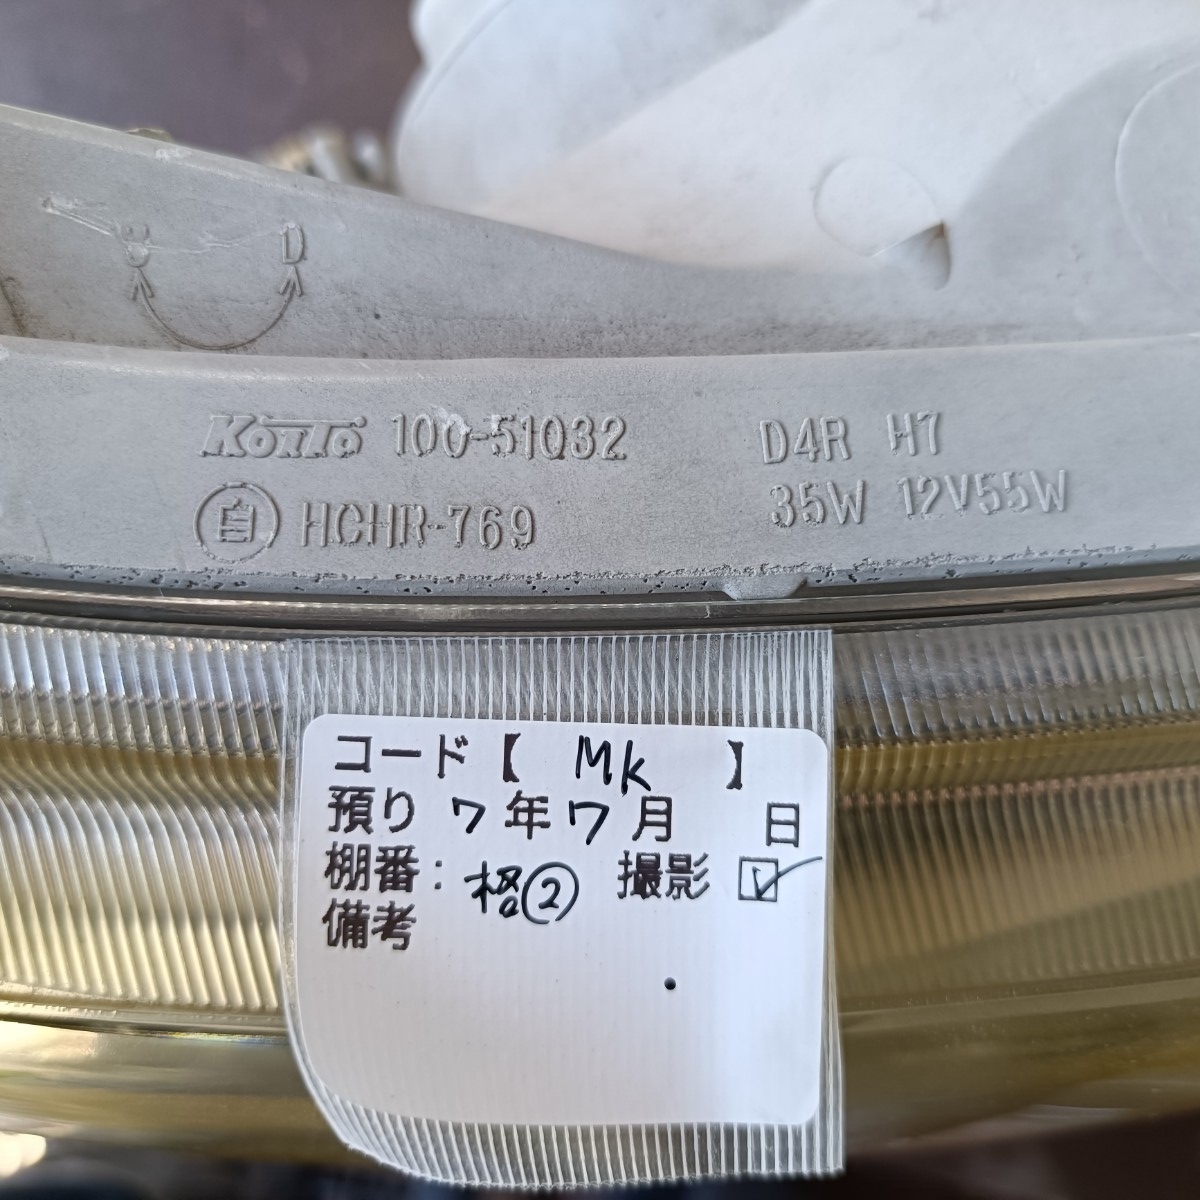 D
KOITO 100-51032 D4R H7
自 HCHR-769 35W 12V55W
コード【 MK 】
預り 7年7月 日
棚番: 格② 撮影 ☑
備考